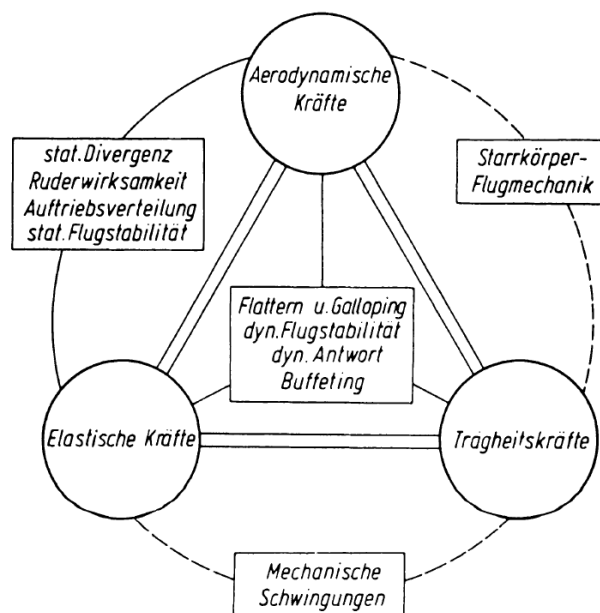 Aerodynamische
Kräfte
stat. Divergenz
Ruderwirksamkeit
Auftriebsverteilung
stat. Flugstabilität
Starrkörper-
Flugmechanik
Flattern u. Galloping
dyn. Flugstabilität
dyn. Antwort
Buffeting
Elastische Kräfte
Trägheitskräfte
Mechanische
Schwingungen